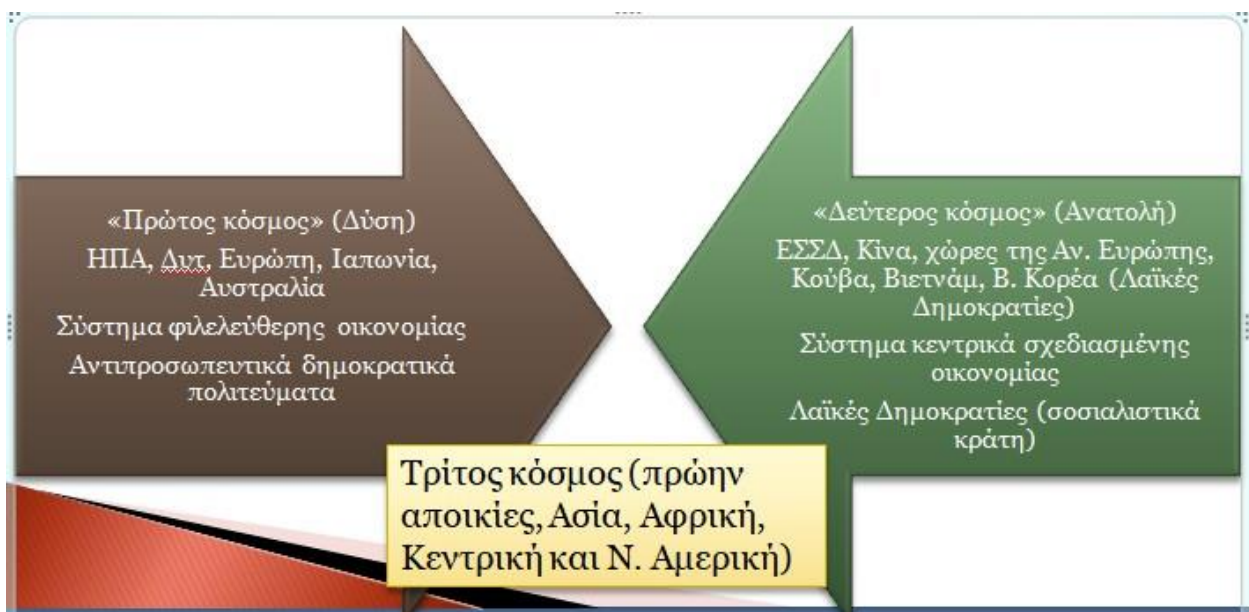 «Πρώτος κόσμος» (Δύση)
ΗΠΑ, Δυτ, Ευρώπη, Ιαπωνία,
Αυστραλία
Σύστημα φιλελεύθερης οικονομίας
Αντιπροσωπευτικά δημοκρατικά
πολιτεύματα
«Δεύτερος κόσμος» (Ανατολή)
ΕΣΣΔ, Κίνα, χώρες της Αν. Ευρώπης,
Κούβα, Βιετνάμ, Β. Κορέα (Λαϊκές
Δημοκρατίες)
Σύστημα κεντρικά σχεδιασμένης
οικονομίας
Λαϊκές Δημοκρατίες (σοσιαλιστικά
κράτη)
Τρίτος κόσμος (πρώην
αποικίες, Ασία, Αφρική,
Κεντρική και Ν. Αμερική)